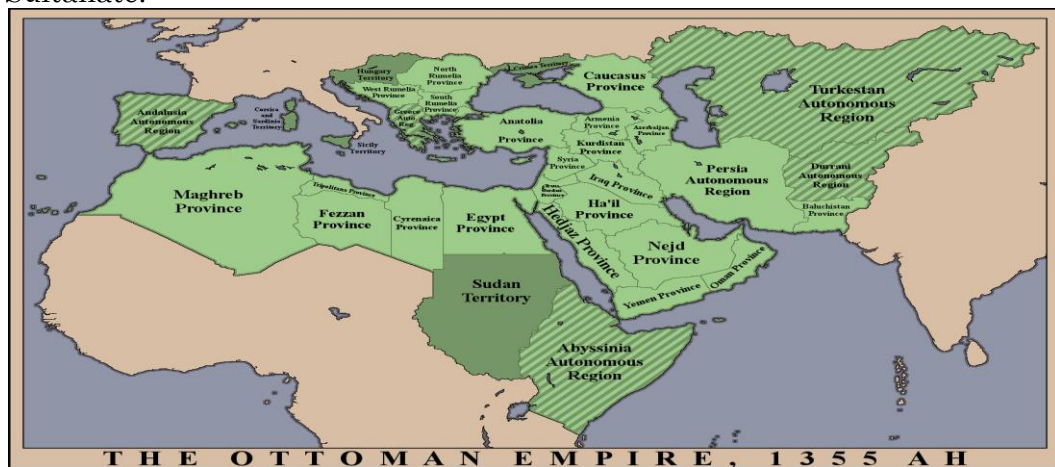 Sultanate.
Hungary
Territory
North
Rumelia
Province
Crimea Territory
Caucasus
Province
Turkestan
Autonomous
Region
West Rumelia
Province
South
Rumelia
Province
Andalusia
Autonomous
Region
Corsica
and
Sardinia
Territory
Greece
Auto
Reg
Anatolia
Province
Armenia
Province
Azerbaijan
Province
Kurdistan
Province
Sicily
Territory
Syria
Province
Persia
Autonomous
Region
Durrani
Autonomous
Region
Baluchistan
Province
Iraq Province
Maghreb
Province
Tripolitana Province
Fezzan
Province
Cyrenaica
Province
Egypt
Province
Territory
Ha'il
Province
Hedjaz Province
Nejd
Province
Oman Province
Yemen Province
Sudan
Territory
Abyssinia
Autonomous
Region
THE OTTOMAN EMPIRE, 1355 AH